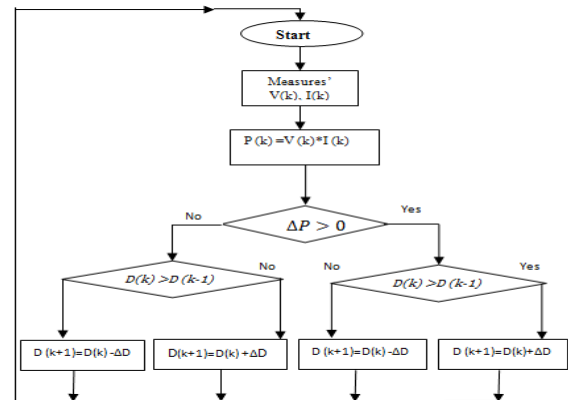 Start
Measures’
V(k), I(k)
P (k) =V (k)*I (k)
No
ΔP > 0
Yes
D(k) >D (k-1)
No
No
D(k) >D (k-1)
Yes
D (k+1)=D(k) -ΔD
D(k+1)=D(k) +ΔD
D (k+1)=D(k) -ΔD
D (k+1)=D(k)+ΔD